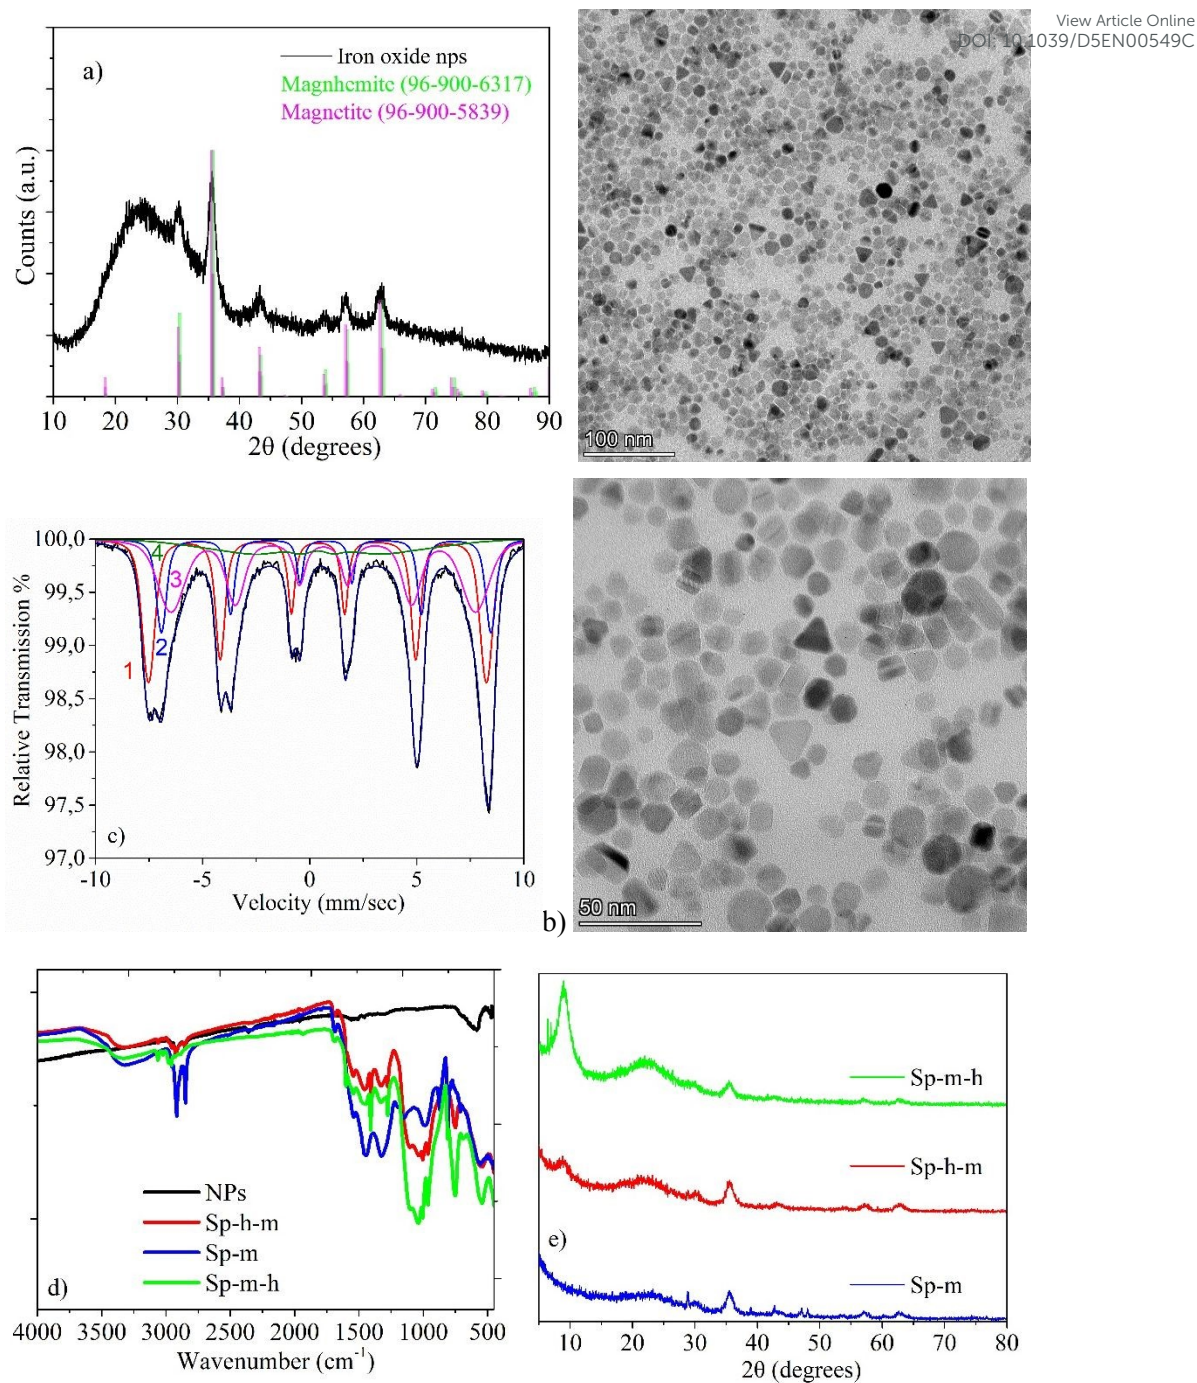 View Article Online
DOI: 10.1039/D5EN00549C
a)
Iron oxide nps
Maghhemite (96-900-6317)
Magnetite (96-900-5839)
Counts (a.u.)
10 20 30 40 50 60 70 80 90
2θ (degrees)
100 nm
100,0
99,5
99,0
98,5
98,0
97,5
97,0
Relative Transmission %
4
3
2
1
c)
-10 -5 0 5 10
Velocity (mm/sec)
b)
50 nm
NPs
Sp-h-m
Sp-m
Sp-m-h
d)
4000 3500 3000 2500 2000 1500 1000 500
Wavenumber (cm⁻¹)
Sp-m-h
Sp-h-m
e)
Sp-m
10 20 30 40 50 60 70 80
2θ (degrees)